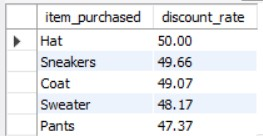 item_purchased discount_rate
Hat 50.00
Sneakers 49.66
Coat 49.07
Sweater 48.17
Pants 47.37